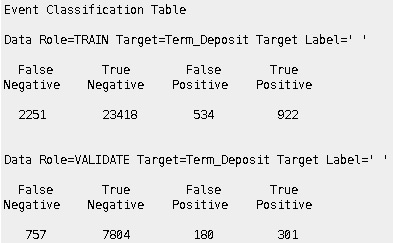 Event Classification Table
Data Role=TRAIN Target=Term_Deposit Target Label=' '
False True False True
Negative Negative Positive Positive
2251 23418 534 922
Data Role=VALIDATE Target=Term_Deposit Target Label=' '
False True False True
Negative Negative Positive Positive
757 7804 180 301